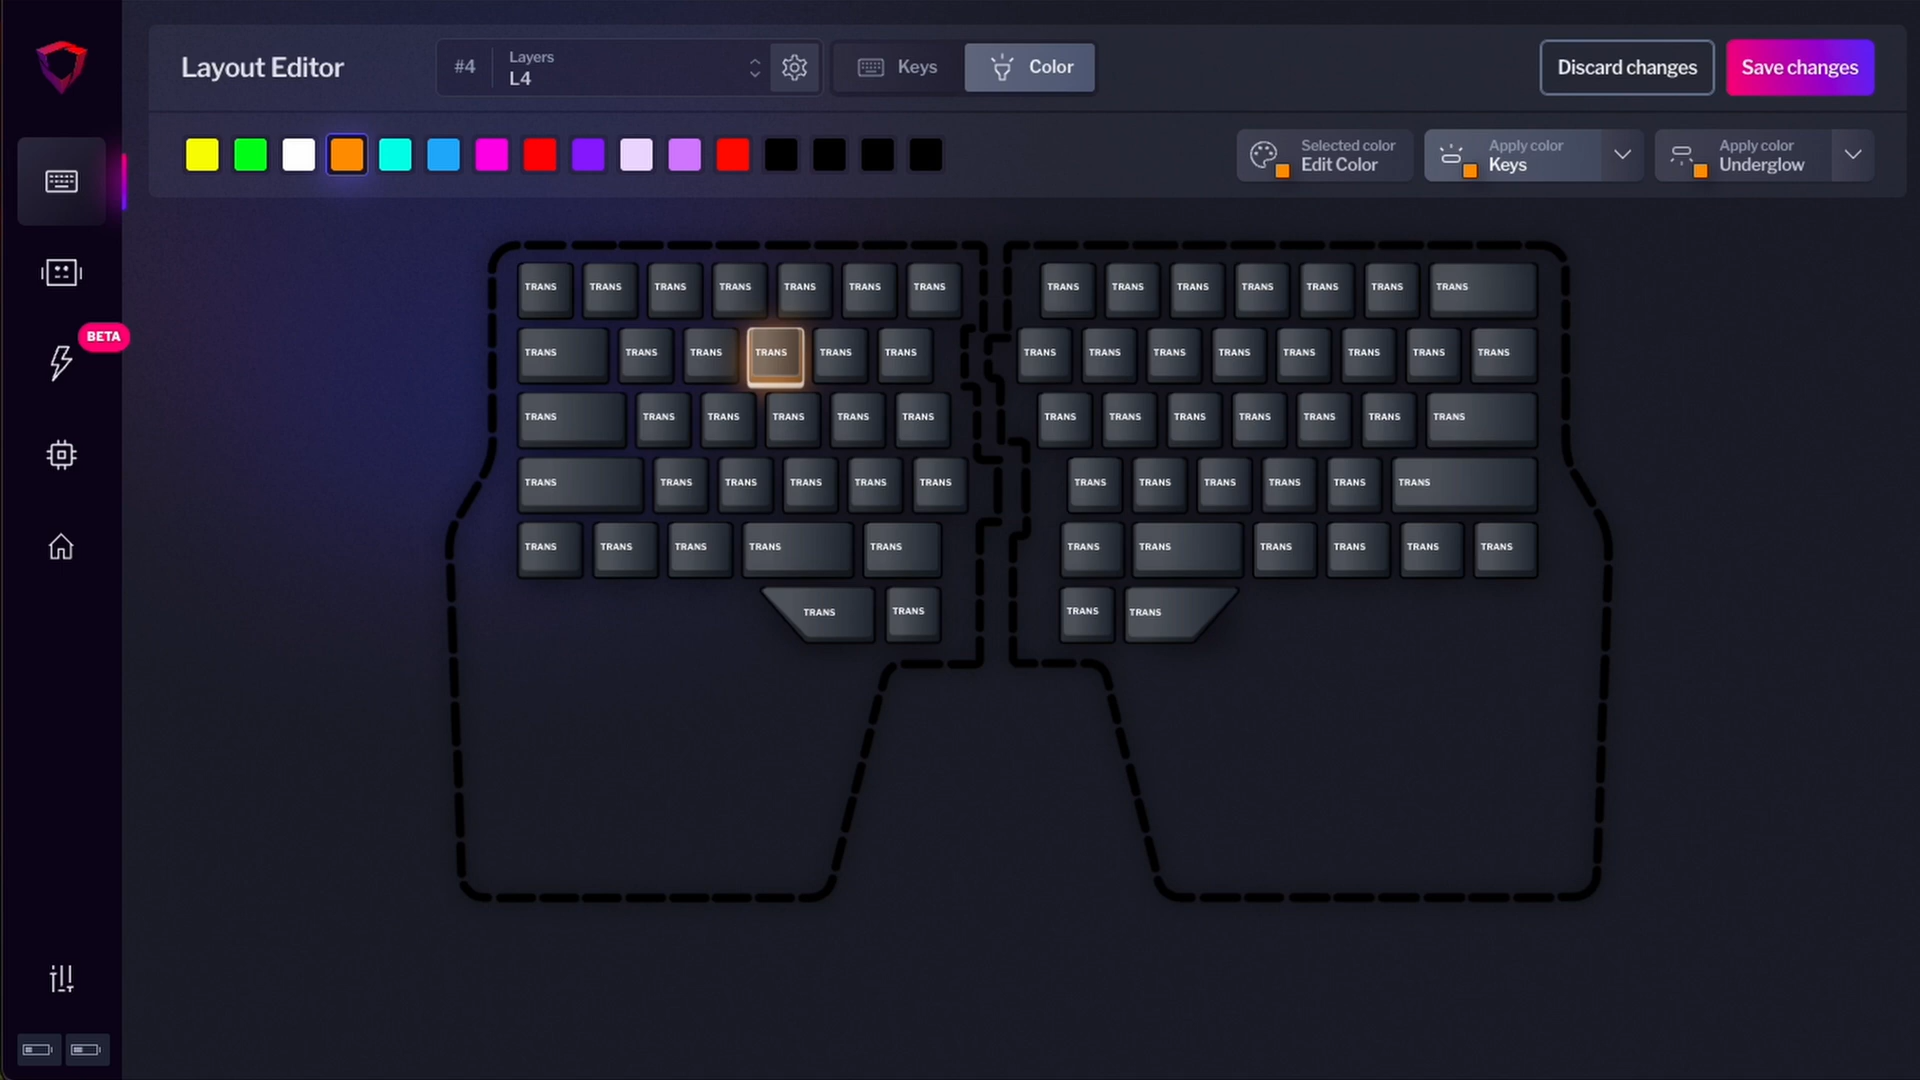 Layout Editor
#4
Layers
L4
Keys
Color
Discard changes
Save changes
Selected color
Edit Color
Apply color
Keys
Apply color
Underglow
BETA
TRANS TRANS TRANS TRANS TRANS TRANS TRANS TRANS TRANS TRANS TRANS TRANS TRANS TRANS
TRANS TRANS TRANS TRANS TRANS TRANS TRANS TRANS TRANS TRANS TRANS TRANS TRANS TRANS
TRANS TRANS TRANS TRANS TRANS TRANS TRANS TRANS TRANS TRANS TRANS TRANS TRANS
TRANS TRANS TRANS TRANS TRANS TRANS TRANS TRANS TRANS TRANS TRANS TRANS
TRANS TRANS TRANS TRANS TRANS TRANS TRANS TRANS TRANS TRANS TRANS
TRANS TRANS TRANS TRANS